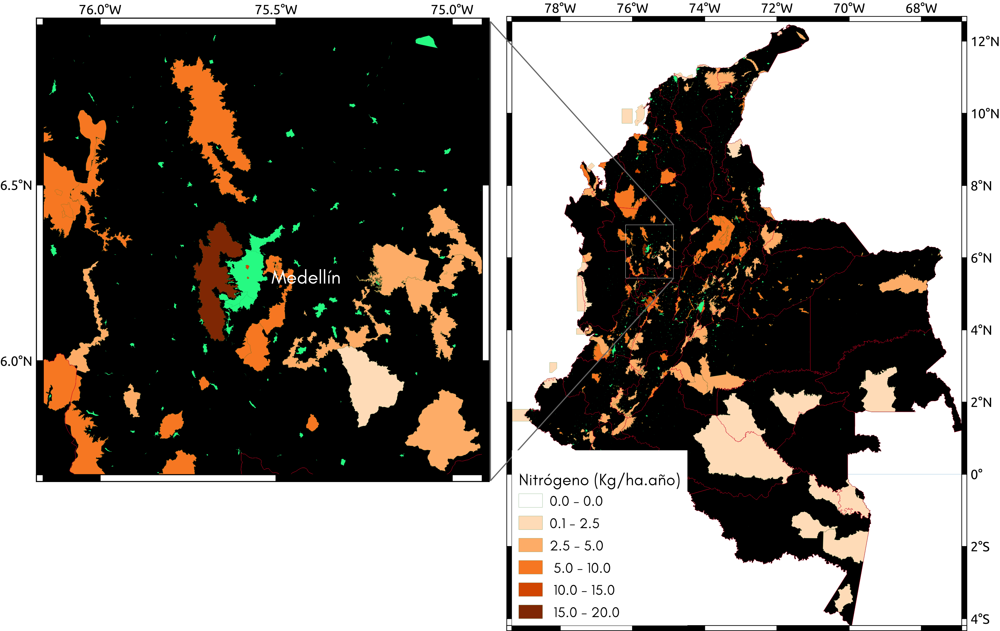 76.0°W 75.5°W 75.0°W
78°W 76°W 74°W 72°W 70°W 68°W
12°N
10°N
6.5°N
8°N
6°N
Medellín
4°N
6.0°N
2°N
0°
Nitrógeno (Kg/ha.año)
0.0 - 0.0
0.1 - 2.5
2.5 - 5.0
5.0 - 10.0
10.0 - 15.0
15.0 - 20.0
2°S
4°S